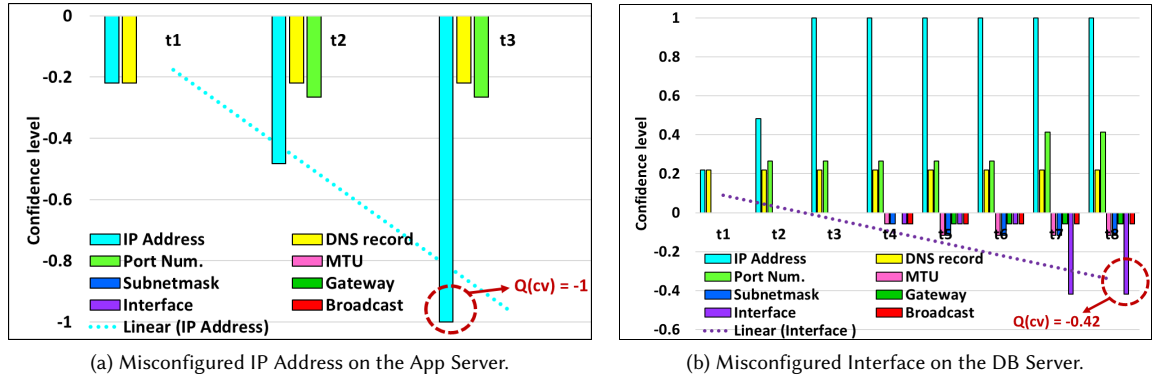 0
-0.2
-0.4
-0.6
-0.8
-1
Confidence level
t1
t2
t3
IP Address
DNS record
Port Num.
MTU
Subnetmask
Gateway
Interface
Broadcast
Linear (IP Address)
Q(cv) = -1
(a) Misconfigured IP Address on the App Server.
1
0.8
0.6
0.4
0.2
0
-0.2
-0.4
-0.6
Confidence level
t1
t2
t3
t4
t5
t6
t7
t8
IP Address
DNS record
Port Num.
MTU
Subnetmask
Gateway
Interface
Broadcast
Linear (Interface )
Q(cv) = -0.42
(b) Misconfigured Interface on the DB Server.